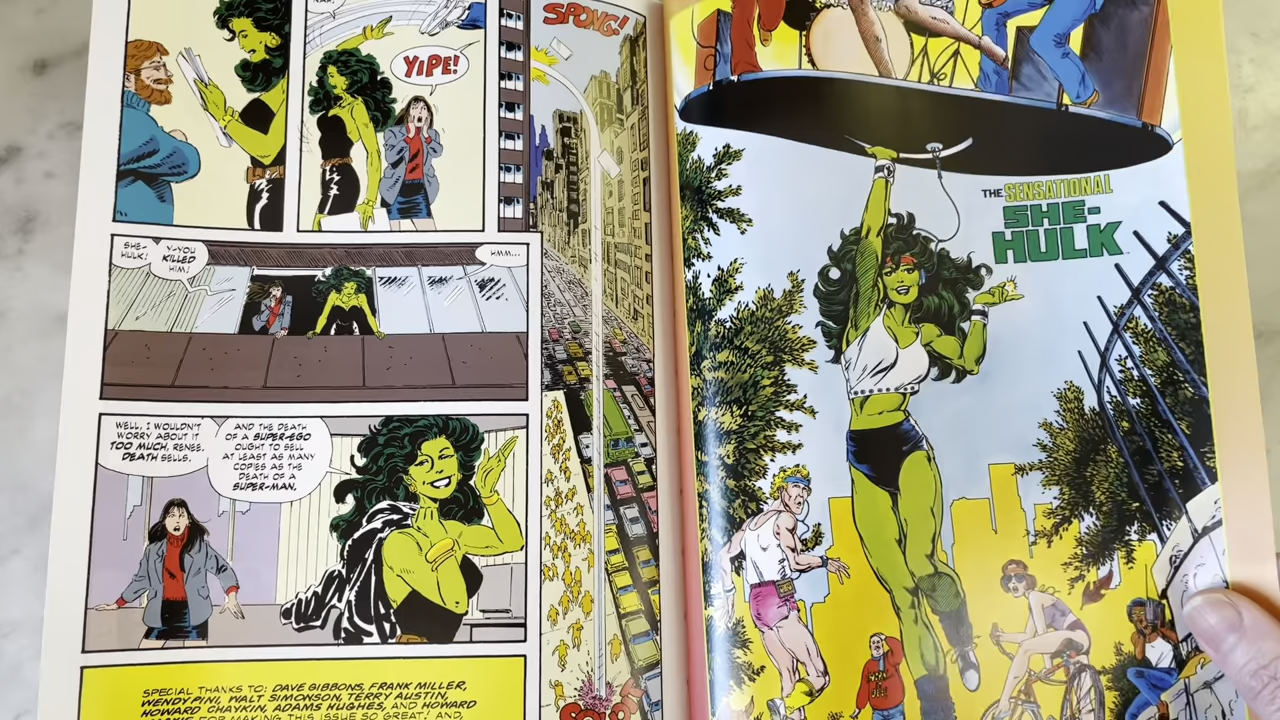 YIPE!
SPONG!
SHE-
HULK!
Y-YOU
KILLED
HIM!
HMM...
WELL, I WOULDN'T
WORRY ABOUT IT
TOO MUCH, RENEE.
DEATH SELLS.
AND THE DEATH
OF A SUPER-EGO
OUGHT TO SELL
AT LEAST AS MANY
COPIES AS THE
DEATH OF A
SUPER-MAN.
SPECIAL THANKS TO: DAVE GIBBONS, FRANK MILLER,
WENDY PINI, WALT SIMONSON, TERRY AUSTIN,
HOWARD CHAYKIN, ADAM HUGHES, AND HOWARD
FOR MAKING THIS ISSUE SO GREAT! AND,
THE SENSATIONAL
SHE-
HULK